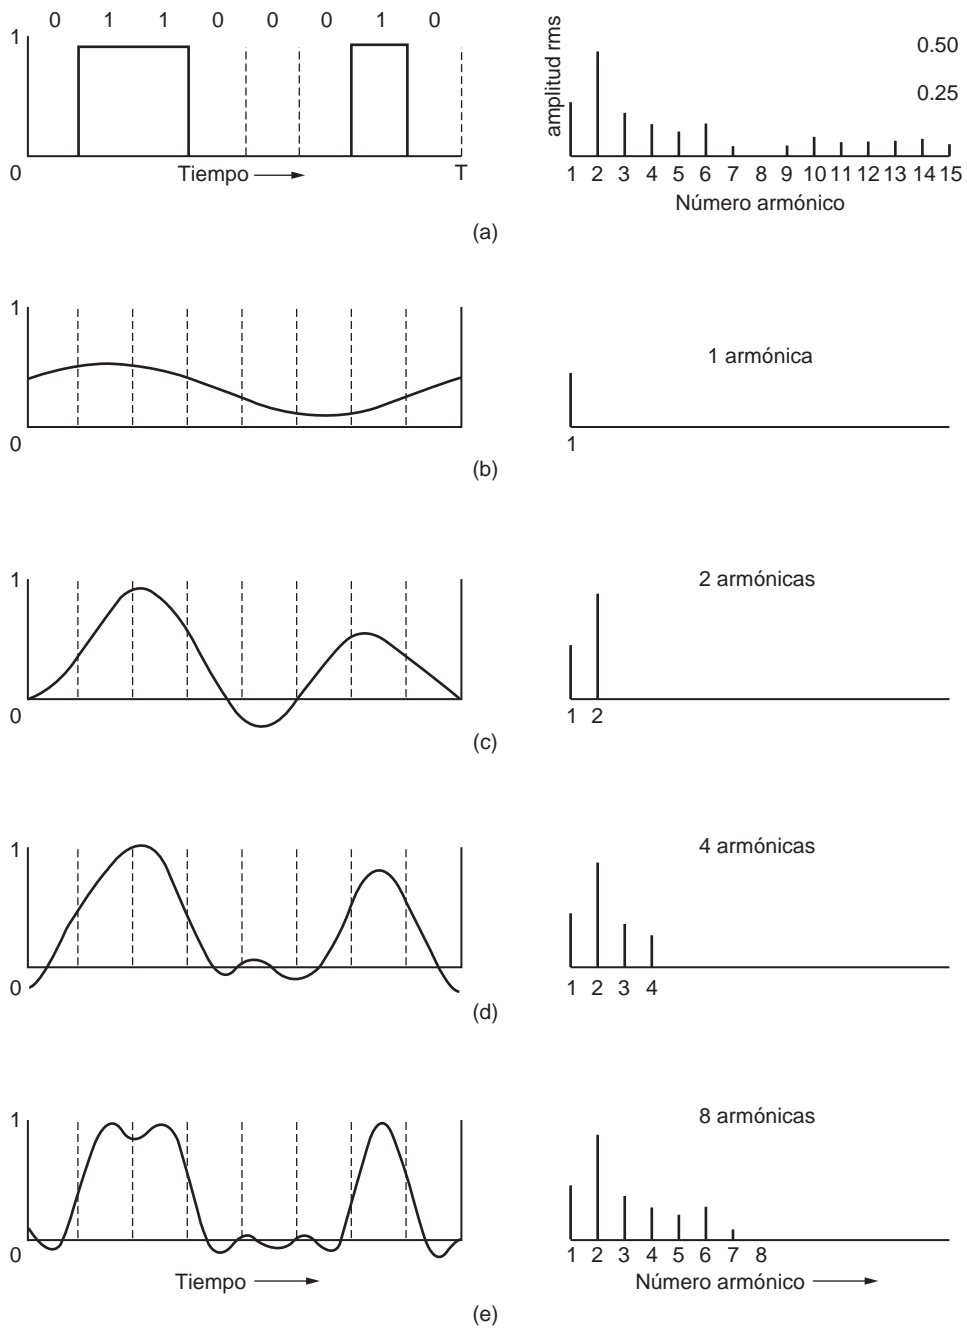 0 1 1 0 0 0 1 0
1
0
Tiempo
T
amplitud rms
0.50
0.25
1 2 3 4 5 6 7 8 9 10 11 12 13 14 15
Número armónico
(a)
1
0
1 armónica
1
(b)
1
0
2 armónicas
1 2
(c)
1
0
4 armónicas
1 2 3 4
(d)
1
0
Tiempo
8 armónicas
1 2 3 4 5 6 7 8
Número armónico
(e)